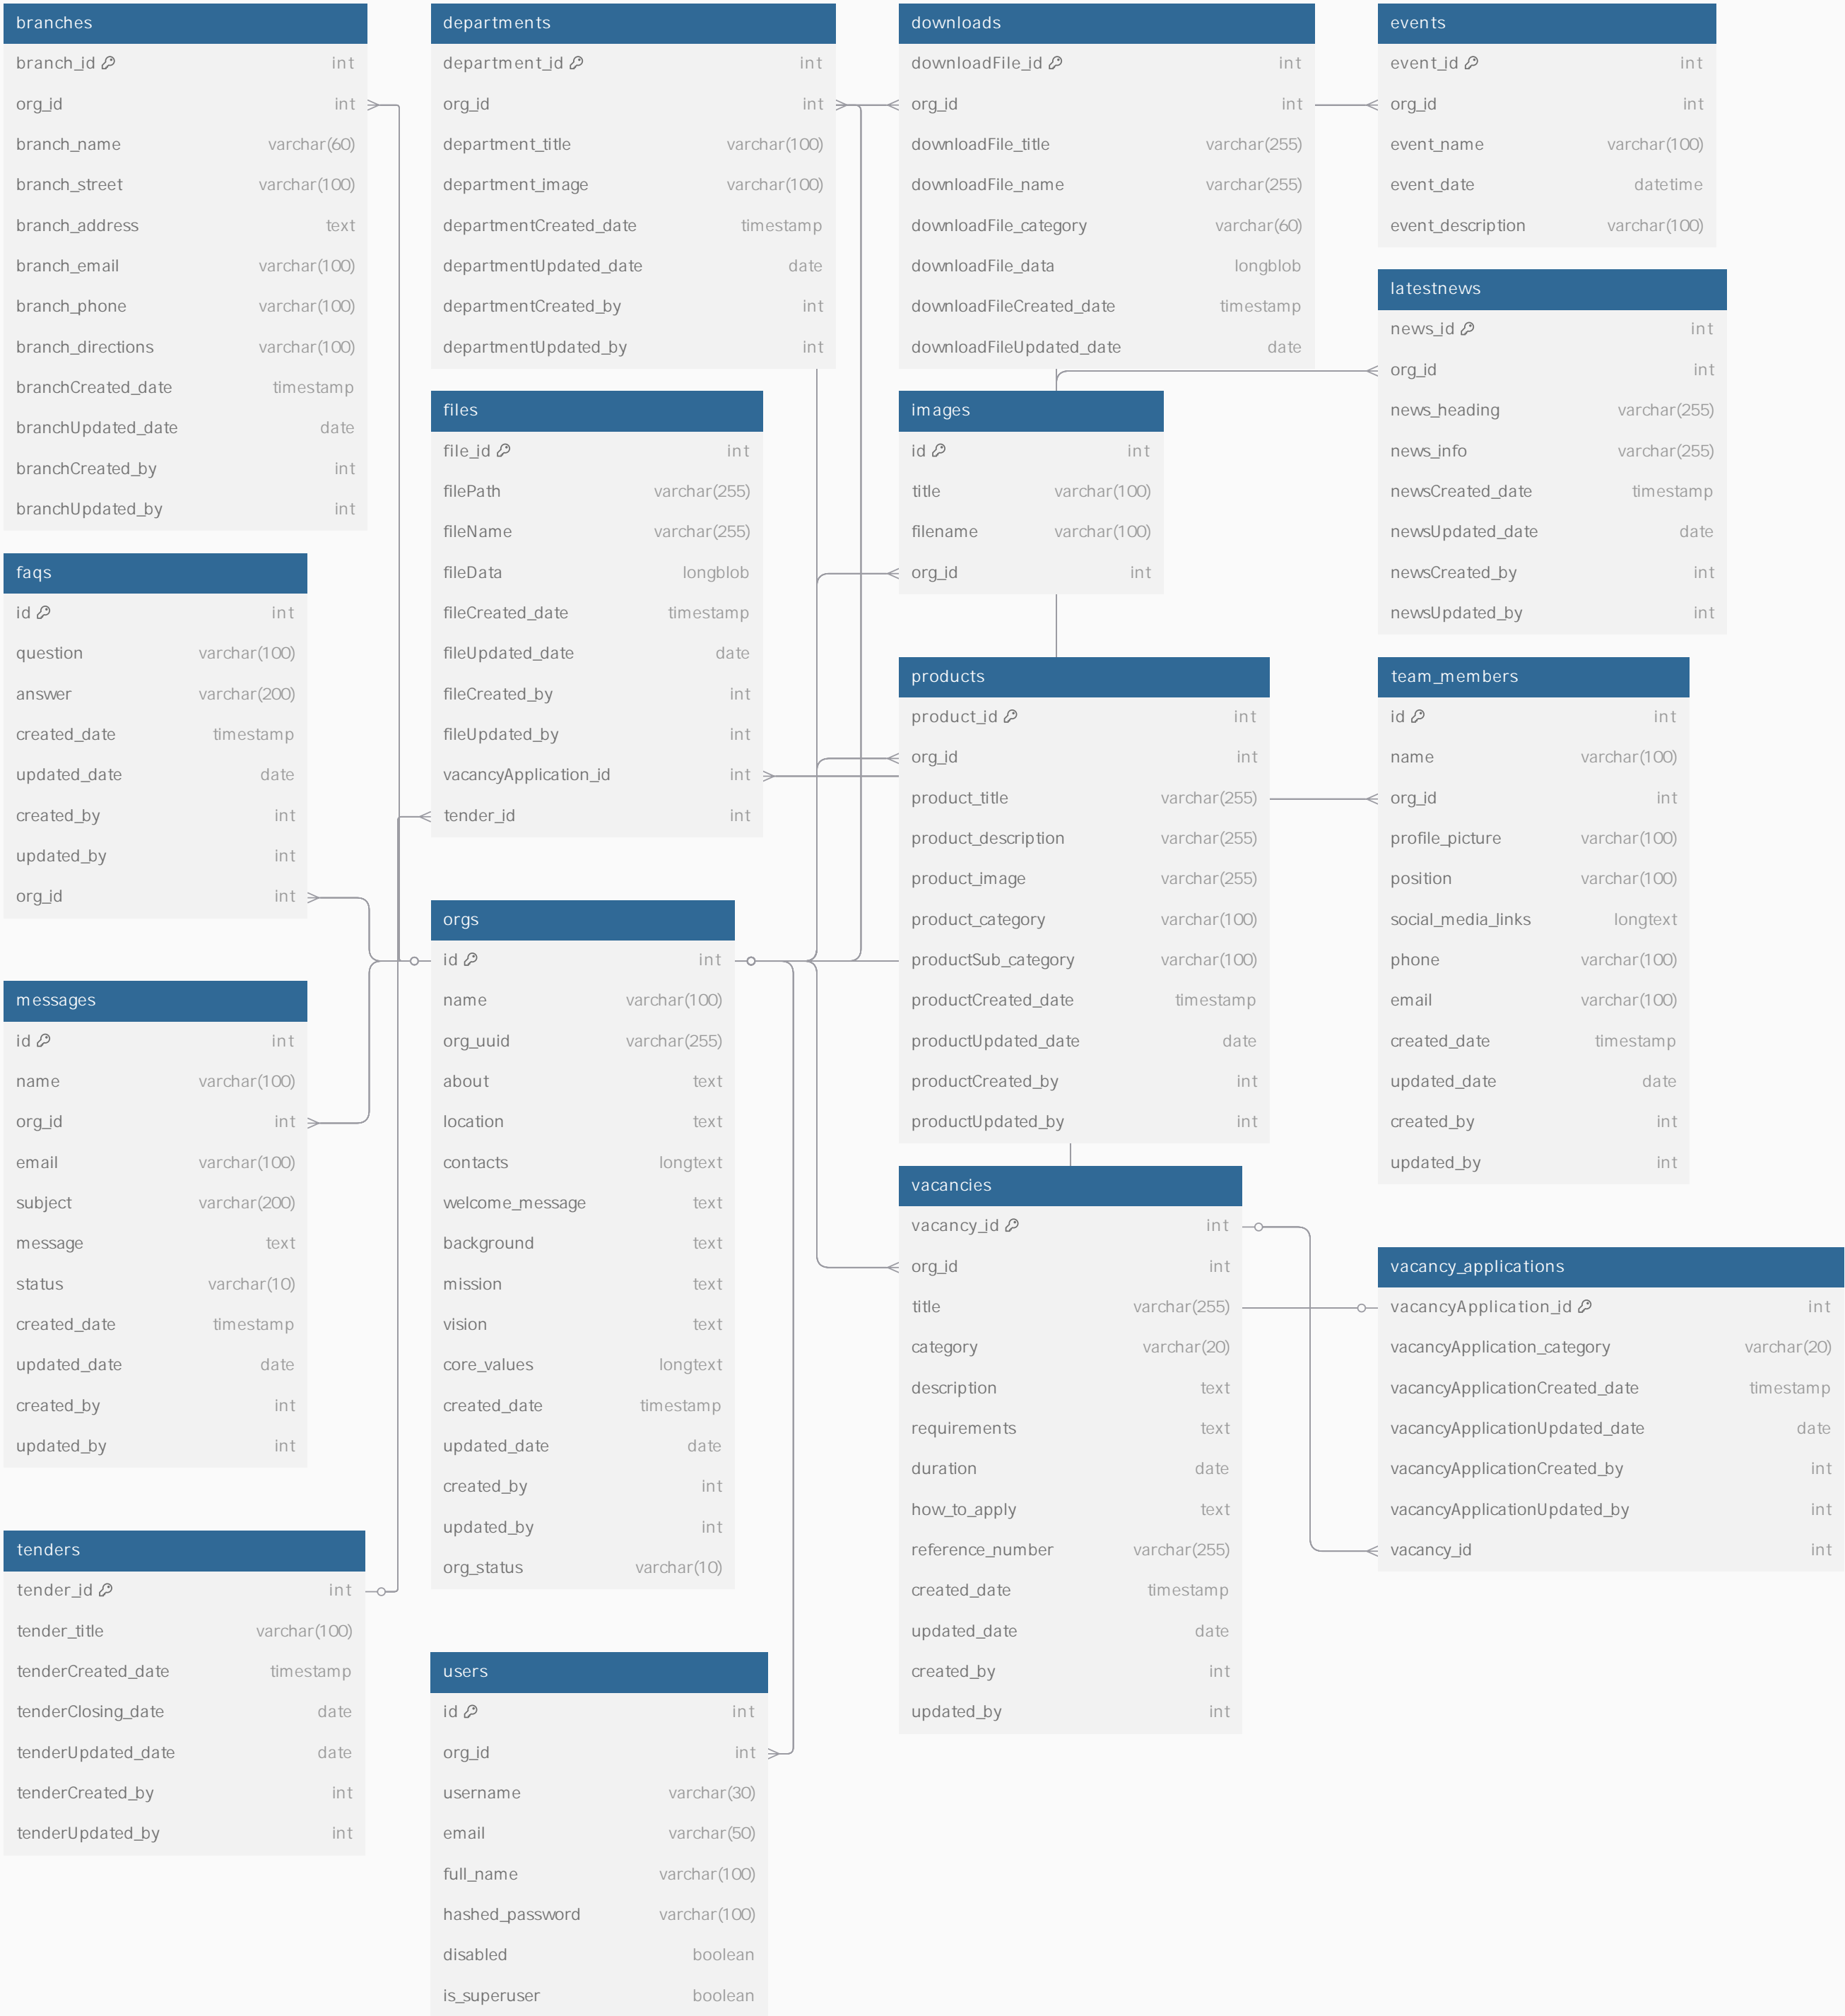 branches
branch_id int
org_id int
branch_name varchar(60)
branch_street varchar(100)
branch_address text
branch_email varchar(100)
branch_phone varchar(100)
branch_directions varchar(100)
branchCreated_date timestamp
branchUpdated_date date
branchCreated_by int
branchUpdated_by int
faqs
id int
question varchar(100)
answer varchar(200)
created_date timestamp
updated_date date
created_by int
updated_by int
org_id int
messages
id int
name varchar(100)
org_id int
email varchar(100)
subject varchar(200)
message text
status varchar(10)
created_date timestamp
updated_date date
created_by int
updated_by int
tenders
tender_id int
tender_title varchar(100)
tenderCreated_date timestamp
tenderClosing_date date
tenderUpdated_date date
tenderCreated_by int
tenderUpdated_by int
departments
department_id int
org_id int
department_title varchar(100)
department_image varchar(100)
departmentCreated_date timestamp
departmentUpdated_date date
departmentCreated_by int
departmentUpdated_by int
files
file_id int
filePath varchar(255)
fileName varchar(255)
fileData longblob
fileCreated_date timestamp
fileUpdated_date date
fileCreated_by int
fileUpdated_by int
vacancyApplication_id int
tender_id int
orgs
id int
name varchar(100)
org_uuid varchar(255)
about text
location text
contacts longtext
welcome_message text
background text
mission text
vision text
core_values longtext
created_date timestamp
updated_date date
created_by int
updated_by int
org_status varchar(10)
users
id int
org_id int
username varchar(30)
email varchar(50)
full_name varchar(100)
hashed_password varchar(100)
disabled boolean
is_superuser boolean
downloads
downloadFile_id int
org_id int
downloadFile_title varchar(255)
downloadFile_name varchar(255)
downloadFile_category varchar(60)
downloadFile_data longblob
downloadFileCreated_date timestamp
downloadFileUpdated_date date
images
id int
title varchar(100)
filename varchar(100)
org_id int
products
product_id int
org_id int
product_title varchar(255)
product_description varchar(255)
product_image varchar(255)
product_category varchar(100)
productSub_category varchar(100)
productCreated_date timestamp
productUpdated_date date
productCreated_by int
productUpdated_by int
vacancies
vacancy_id int
org_id int
title varchar(255)
category varchar(20)
description text
requirements text
duration date
how_to_apply text
reference_number varchar(255)
created_date timestamp
updated_date date
created_by int
updated_by int
events
event_id int
org_id int
event_name varchar(100)
event_date datetime
event_description varchar(100)
latestnews
news_id int
org_id int
news_heading varchar(255)
news_info varchar(255)
newsCreated_date timestamp
newsUpdated_date date
newsCreated_by int
newsUpdated_by int
team_members
id int
name varchar(100)
org_id int
profile_picture varchar(100)
position varchar(100)
social_media_links longtext
phone varchar(100)
email varchar(100)
created_date timestamp
updated_date date
created_by int
updated_by int
vacancy_applications
vacancyApplication_id int
vacancyApplication_category varchar(20)
vacancyApplicationCreated_date timestamp
vacancyApplicationUpdated_date date
vacancyApplicationCreated_by int
vacancyApplicationUpdated_by int
vacancy_id int